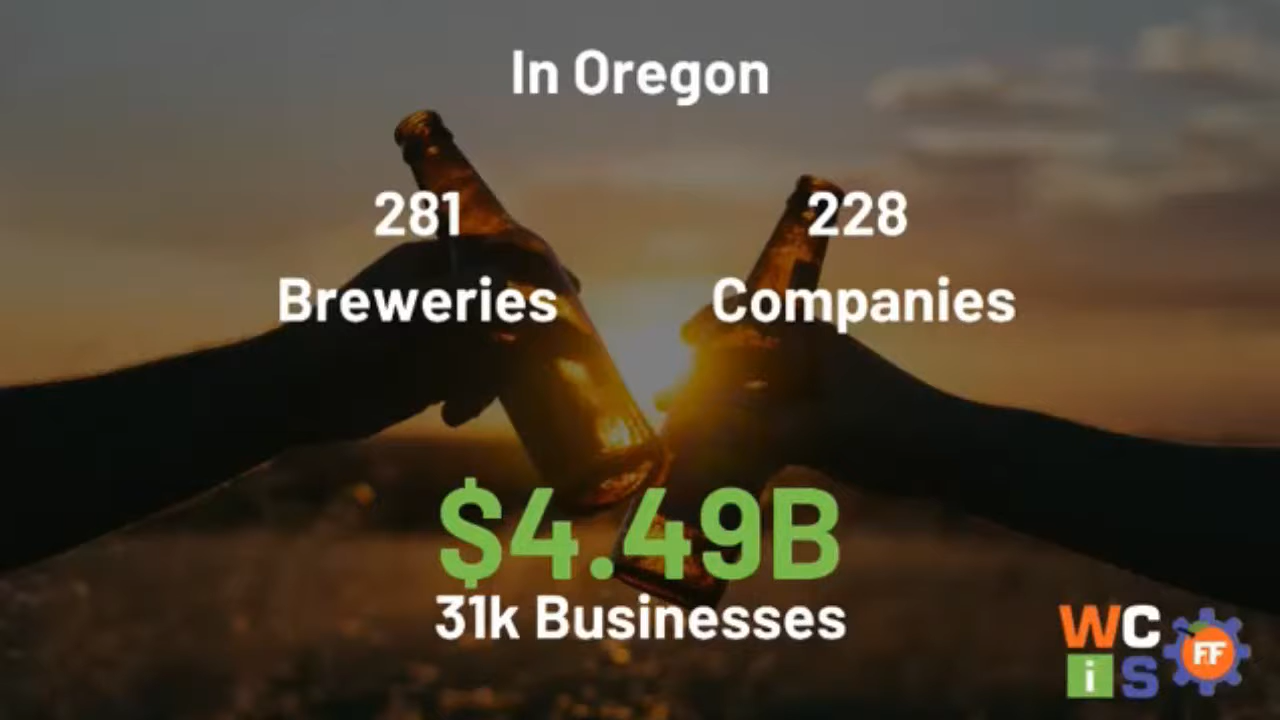 In Oregon
281
Breweries
228
Companies
$4.49B
31k Businesses
WC
iS
FF